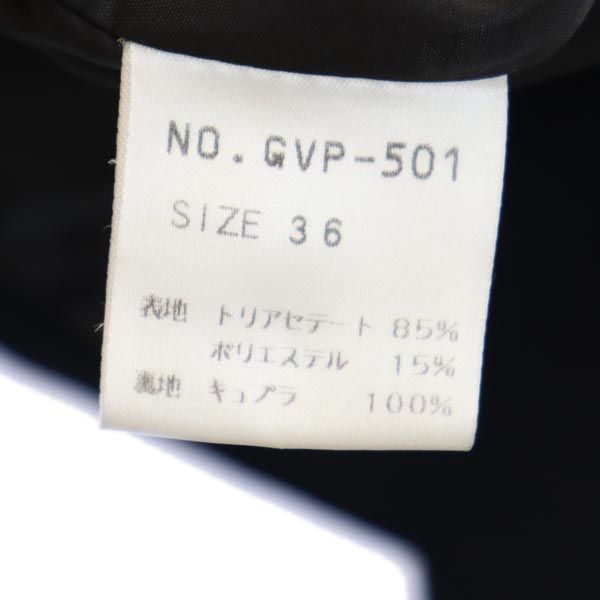 NO. GVP-501
SIZE 36
表地 トリアセテート 85%
ポリエステル 15%
裏地 キュプラ 100%